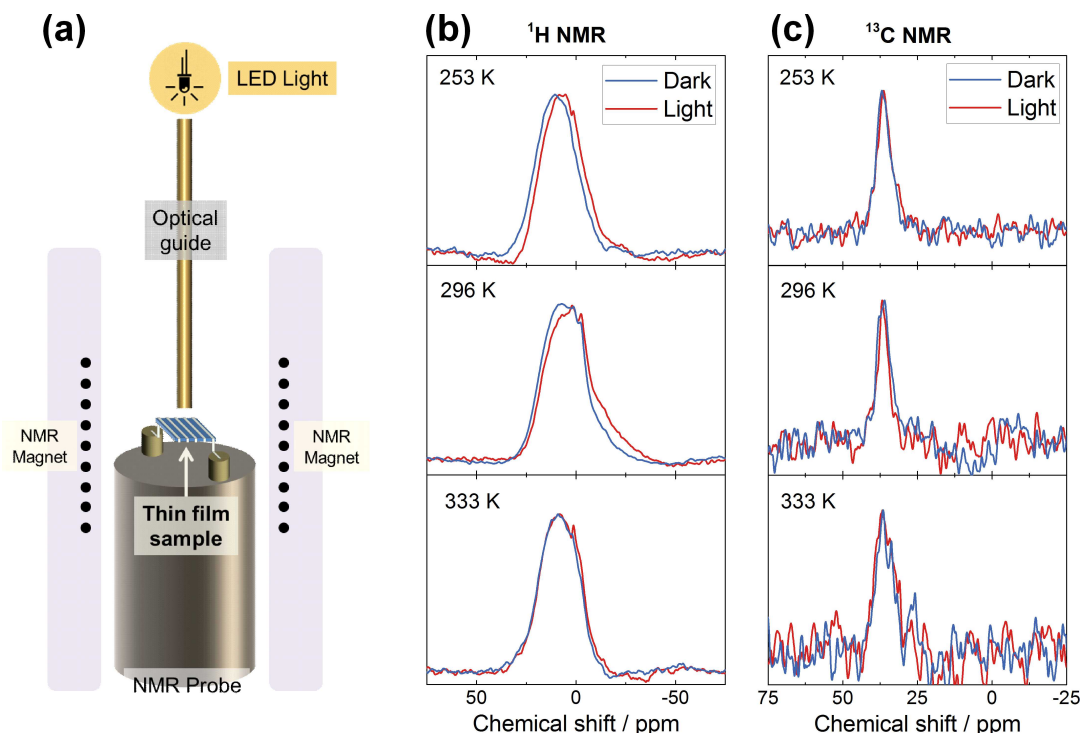 (a)
LED Light
Optical
guide
NMR
Magnet
NMR
Magnet
Thin film
sample
NMR Probe
(b)
¹H NMR
253 K
Dark
Light
296 K
333 K
50
0
-50
Chemical shift / ppm
(c)
¹³C NMR
253 K
Dark
Light
296 K
333 K
75
50
25
0
-25
Chemical shift / ppm